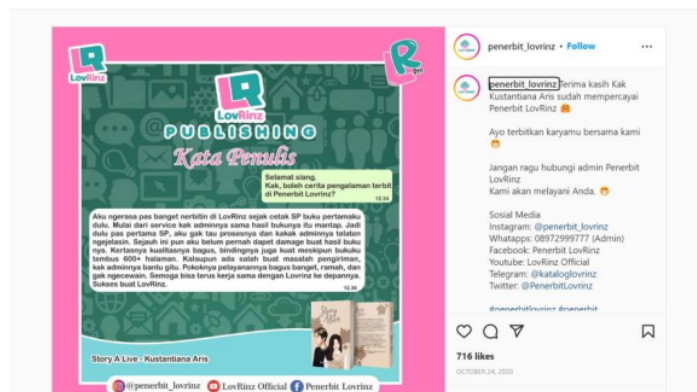 LovRinz
R
LovRinz
PUBLISHING
Kata Penulis
Selamat siang.
Kak, boleh cerita pengalaman terbit
di Penerbit Lovrinz?
12.34
Aku ngerasa pas banget nerbitin di LovRinz sejak cetak SP buku pertamaku
dulu. Mulai dari service kak adminnya sama hasil bukunya itu mantap. Jadi
dulu pas pertama SP, aku gak tau prosesnya dan kakak adminnya telaton
ngejelasin. Sejauh ini pun aku belum pernah dapet damage buat hasil buku
nya. Kertasnya kualitasnya bagus, bindingnya juga kuat meskipun bukuku
tembus 600+ halaman. Kalaupun ada salah buat masalah pengiriman,
kak adminnya bantu gitu. Pokoknya pelayanannya bagus banget, ramah, dan
gak ngecewain. Semoga bisa terus kerja sama dengan Lovrinz ke depannya.
Sukses buat LovRinz.
12.36
Story A Live - Kustantiana Aris
@penerbit_lovrinz LovRinz Official Penerbit Lovrinz
penerbit_lovrinz • Follow
penerbit_lovrinz Terima kasih Kak
Kustantiana Aris sudah mempercayai
Penerbit LovRinz 🤗
Ayo terbitkan karyamu bersama kami
😁
Jangan ragu hubungi admin Penerbit
LovRinz
Kami akan melayani Anda. 😁
Sosial Media
Instagram: @penerbit_lovrinz
Whatapps: 08972999777 (Admin)
Facebook: Penerbit LovRinz
Youtube: LovRinz Official
Telegram: @kataloglovrinz
Twitter: @PenerbitLovrinz
#penerbitlovrinz #penerbit
716 likes
OCTOBER 24, 2020